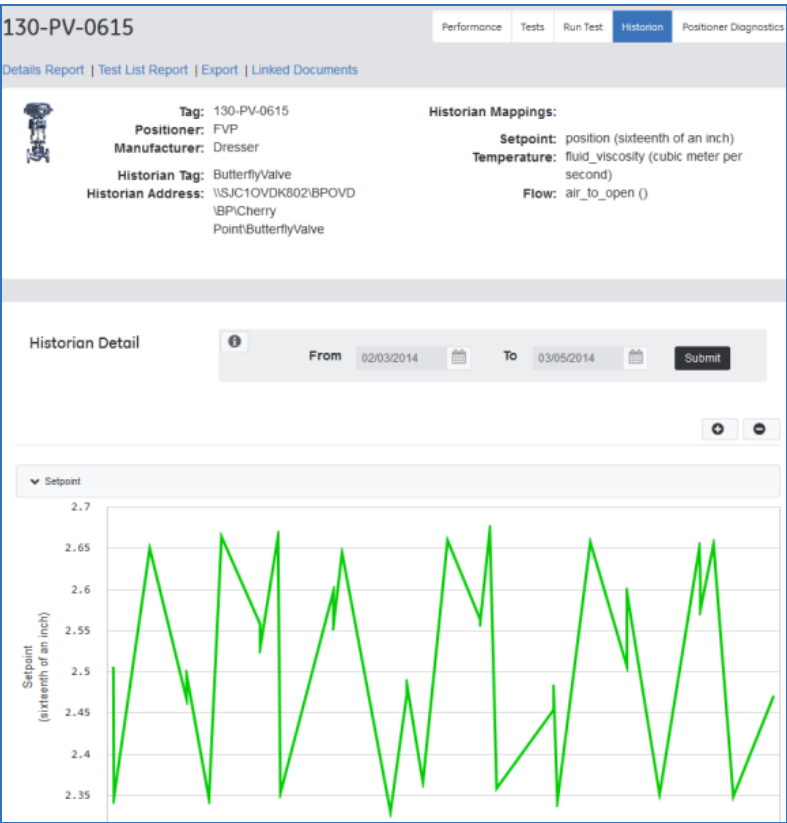 130-PV-0615
Performance Tests Run Test Historian Positioner Diagnostics
Details Report | Test List Report | Export | Linked Documents
Tag: 130-PV-0615
Positioner: FVP
Manufacturer: Dresser
Historian Tag: ButterflyValve
Historian Address: \\SJC1OVDK802\BPOVD
\BP\Cherry
Point\ButterflyValve
Historian Mappings:
Setpoint: position (sixteenth of an inch)
Temperature: fluid_viscosity (cubic meter per
second)
Flow: air_to_open ()
Historian Detail
From 02/03/2014 To 03/05/2014 Submit
Setpoint
2.7
2.65
2.6
2.55
2.5
2.45
2.4
2.35
Setpoint
(sixteenth of an inch)